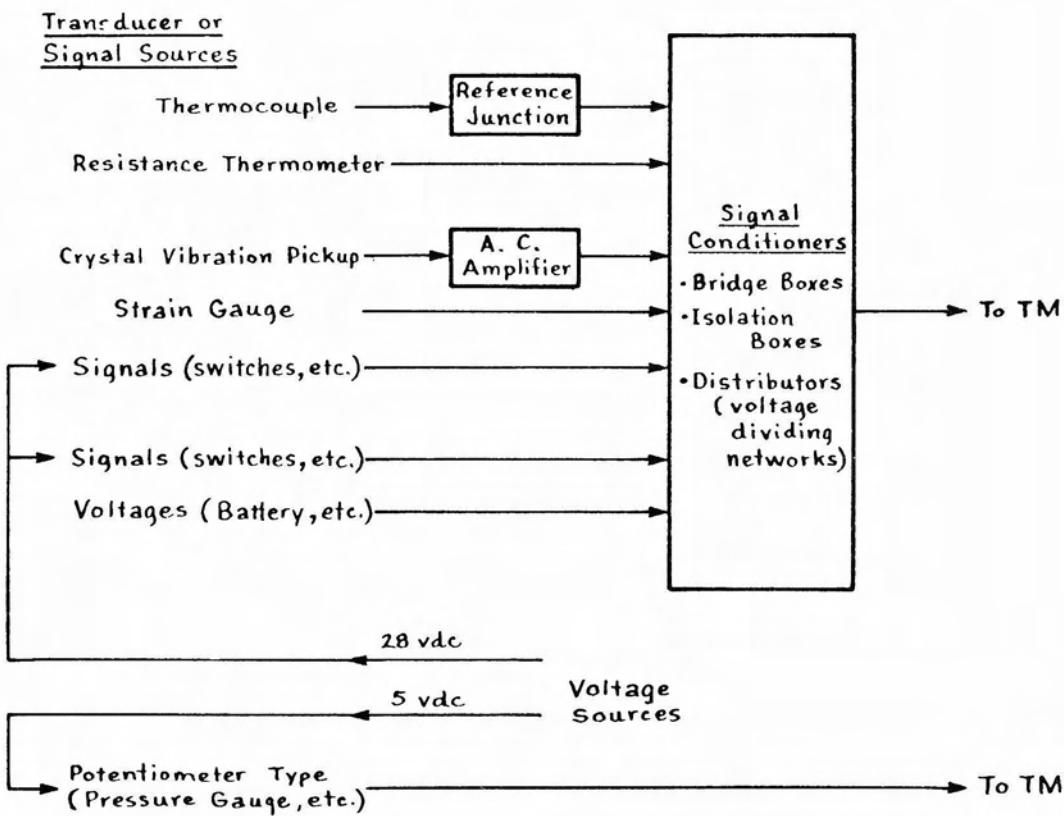 Transducer or
Signal Sources
Thermocouple
Reference
Junction
Resistance Thermometer
Crystal Vibration Pickup
A. C.
Amplifier
Strain Gauge
Signals (switches, etc.)
Signals (switches, etc.)
Voltages (Battery, etc.)
Signal
Conditioners
• Bridge Boxes
• Isolation
Boxes
• Distributors
(voltage
dividing
networks)
To TM
28 vdc
5 vdc
Voltage
Sources
Potentiometer Type
(Pressure Gauge, etc.)
To TM